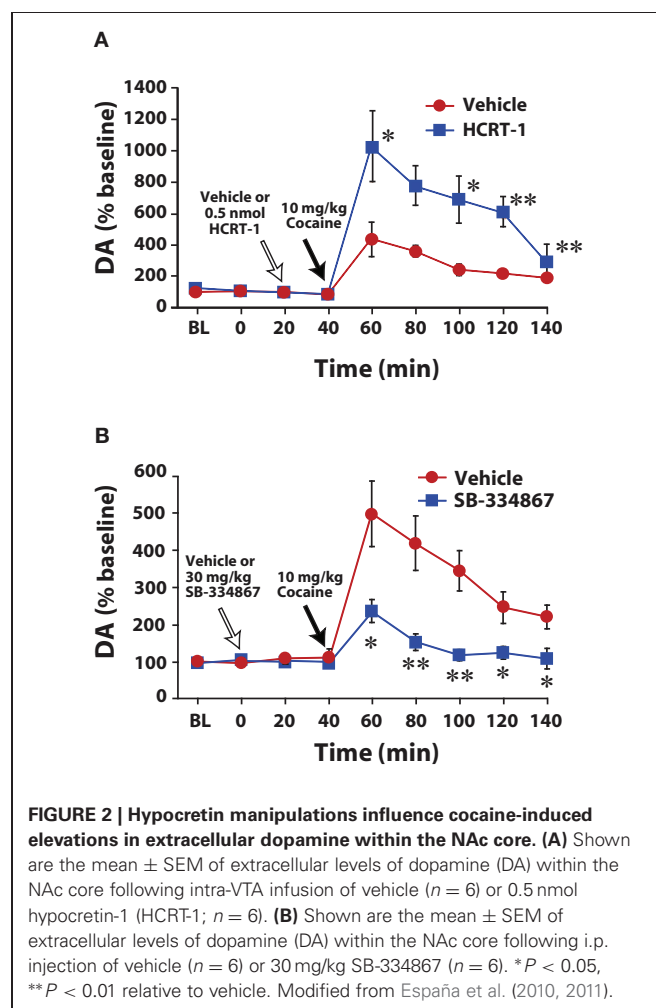 A
1400
1200
1000
800
600
400
200
0
DA (% baseline)
Vehicle
HCRT-1
Vehicle or
0.5 nmol
HCRT-1
10 mg/kg
Cocaine
*
*
**
**
BL 0 20 40 60 80 100 120 140
Time (min)
B
600
500
400
300
200
100
0
DA (% baseline)
Vehicle
SB-334867
Vehicle or
30 mg/kg
SB-334867
10 mg/kg
Cocaine
*
**
**
*
*
BL 0 20 40 60 80 100 120 140
Time (min)
FIGURE 2 | Hypocretin manipulations influence cocaine-induced
elevations in extracellular dopamine within the NAc core. (A) Shown
are the mean ± SEM of extracellular levels of dopamine (DA) within the
NAc core following intra-VTA infusion of vehicle (n = 6) or 0.5 nmol
hypocretin-1 (HCRT-1; n = 6). (B) Shown are the mean ± SEM of
extracellular levels of dopamine (DA) within the NAc core following i.p.
injection of vehicle (n = 6) or 30 mg/kg SB-334867 (n = 6). *P < 0.05,
**P < 0.01 relative to vehicle. Modified from España et al. (2010, 2011).